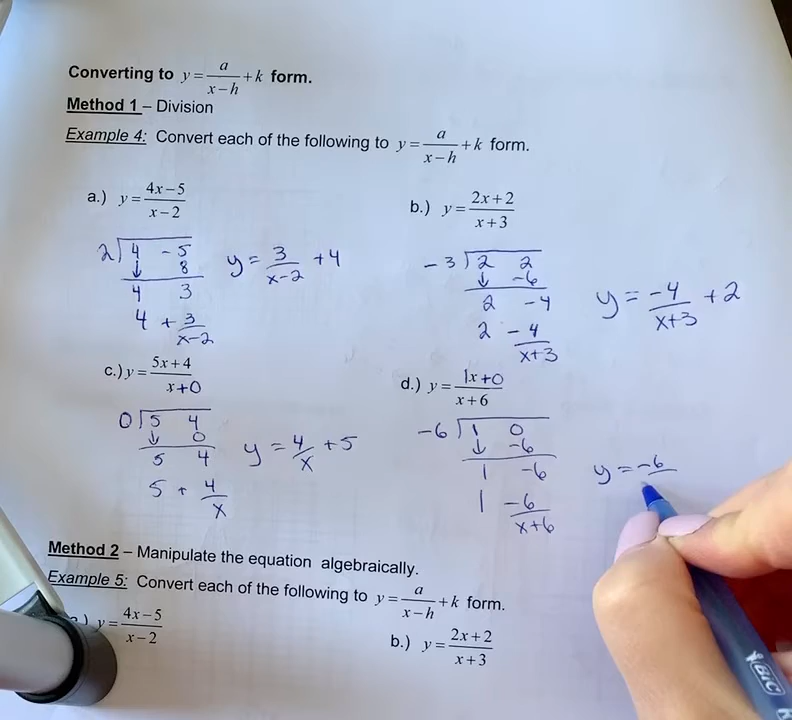 Converting to y = a/(x−h) + k form.
Method 1 – Division
Example 4: Convert each of the following to y = a/(x−h) + k form.
a.) y = (4x−5)/(x−2)
2 | 4 -5
↓ 8
4 3
4 + 3/(x-2)
y = 3/(x-2) + 4
b.) y = (2x+2)/(x+3)
-3 | 2 2
↓ -6
2 -4
2 -4/(x+3)
y = -4/(x+3) + 2
c.) y = (5x+4)/(x+0)
0 | 5 4
↓ 0
5 4
5 + 4/x
y = 4/x + 5
d.) y = (1x+0)/(x+6)
-6 | 1 0
↓ -6
1 -6
1 -6/(x+6)
y = -6/
Method 2 – Manipulate the equation algebraically.
Example 5: Convert each of the following to y = a/(x−h) + k form.
) y = (4x−5)/(x−2)
b.) y = (2x+2)/(x+3)
BIC